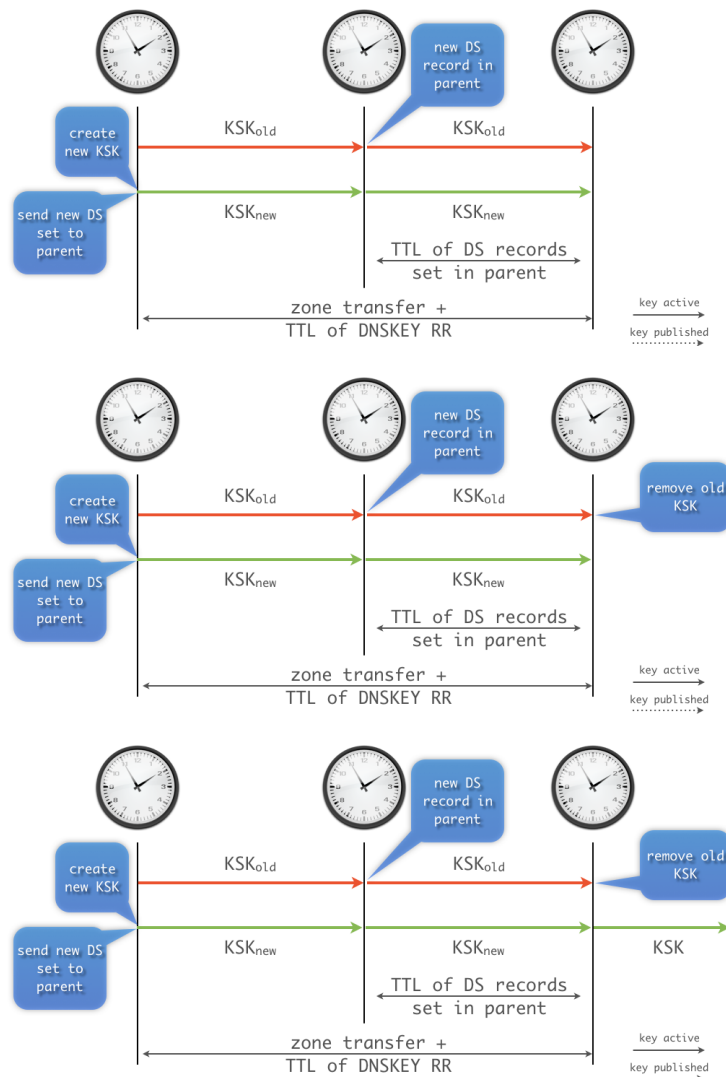 new DS
record in
parent
create
new KSK
KSKold
KSKold
send new DS
set to
parent
KSKnew
KSKnew
TTL of DS records
set in parent
zone transfer +
TTL of DNSKEY RR
key active
key published
new DS
record in
parent
create
new KSK
KSKold
KSKold
remove old
KSK
send new DS
set to
parent
KSKnew
KSKnew
TTL of DS records
set in parent
zone transfer +
TTL of DNSKEY RR
key active
key published
new DS
record in
parent
create
new KSK
KSKold
KSKold
remove old
KSK
send new DS
set to
parent
KSKnew
KSKnew
KSK
TTL of DS records
set in parent
zone transfer +
TTL of DNSKEY RR
key active
key published